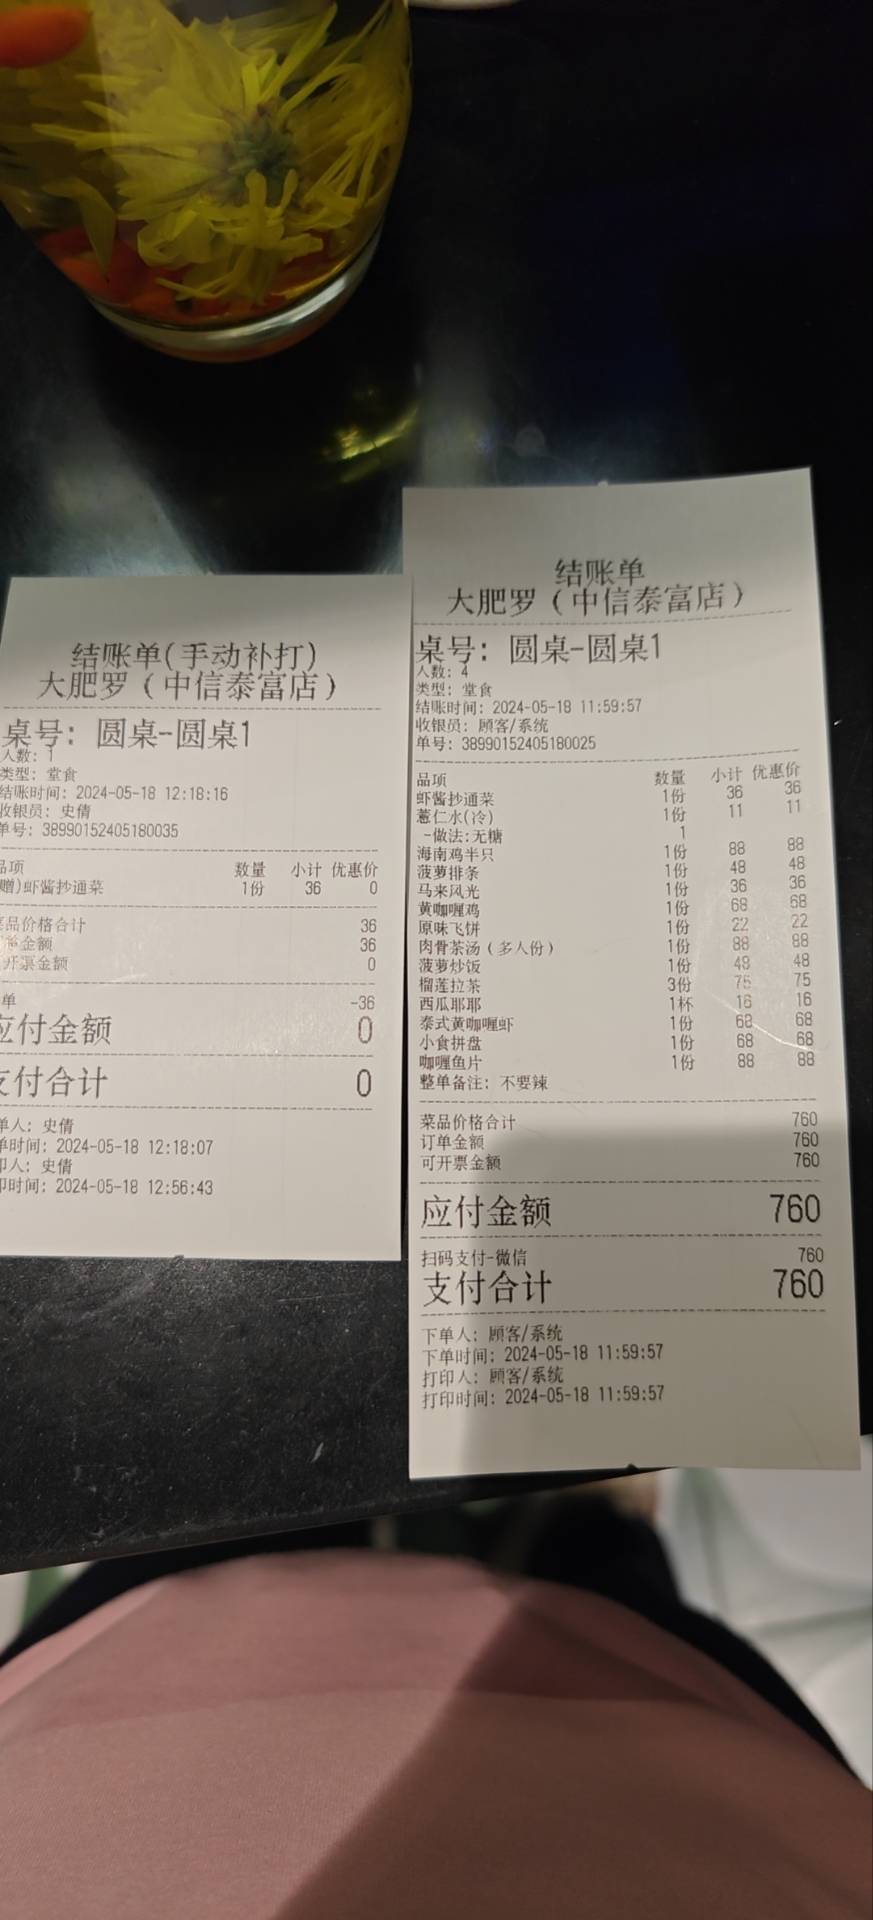 结账单(手动补打)
大肥罗（中信泰富店）
桌号：圆桌-圆桌1
人数：1
类型：堂食
结账时间：2024-05-18 12:18:16
收银员：史倩
单号：38990152405180035
品项 数量 小计 优惠价
赠)虾酱抄通菜 1份 36 0
菜品价格合计 36
单金额 36
开票金额 0
单 -36
应付金额 0
支付合计 0
单人：史倩
单时间：2024-05-18 12:18:07
印人：史倩
印时间：2024-05-18 12:56:43
结账单
大肥罗（中信泰富店）
桌号：圆桌-圆桌1
人数：4
类型：堂食
结账时间：2024-05-18 11:59:57
收银员：顾客/系统
单号：38990152405180025
品项 数量 小计 优惠价
虾酱抄通菜 1份 36 36
薏仁水(冷) 1份 11 11
-做法:无糖 1
海南鸡半只 1份 88 88
菠萝排条 1份 48 48
马来风光 1份 36 36
黄咖喱鸡 1份 68 68
原味飞饼 1份 22 22
肉骨茶汤（多人份） 1份 88 88
菠萝炒饭 1份 48 48
榴莲拉茶 3份 75 75
西瓜耶耶 1杯 16 16
泰式黄咖喱虾 1份 68 68
小食拼盘 1份 68 68
咖喱鱼片 1份 88 88
整单备注：不要辣
菜品价格合计 760
订单金额 760
可开票金额 760
应付金额 760
扫码支付-微信 760
支付合计 760
下单人：顾客/系统
下单时间：2024-05-18 11:59:57
打印人：顾客/系统
打印时间：2024-05-18 11:59:57